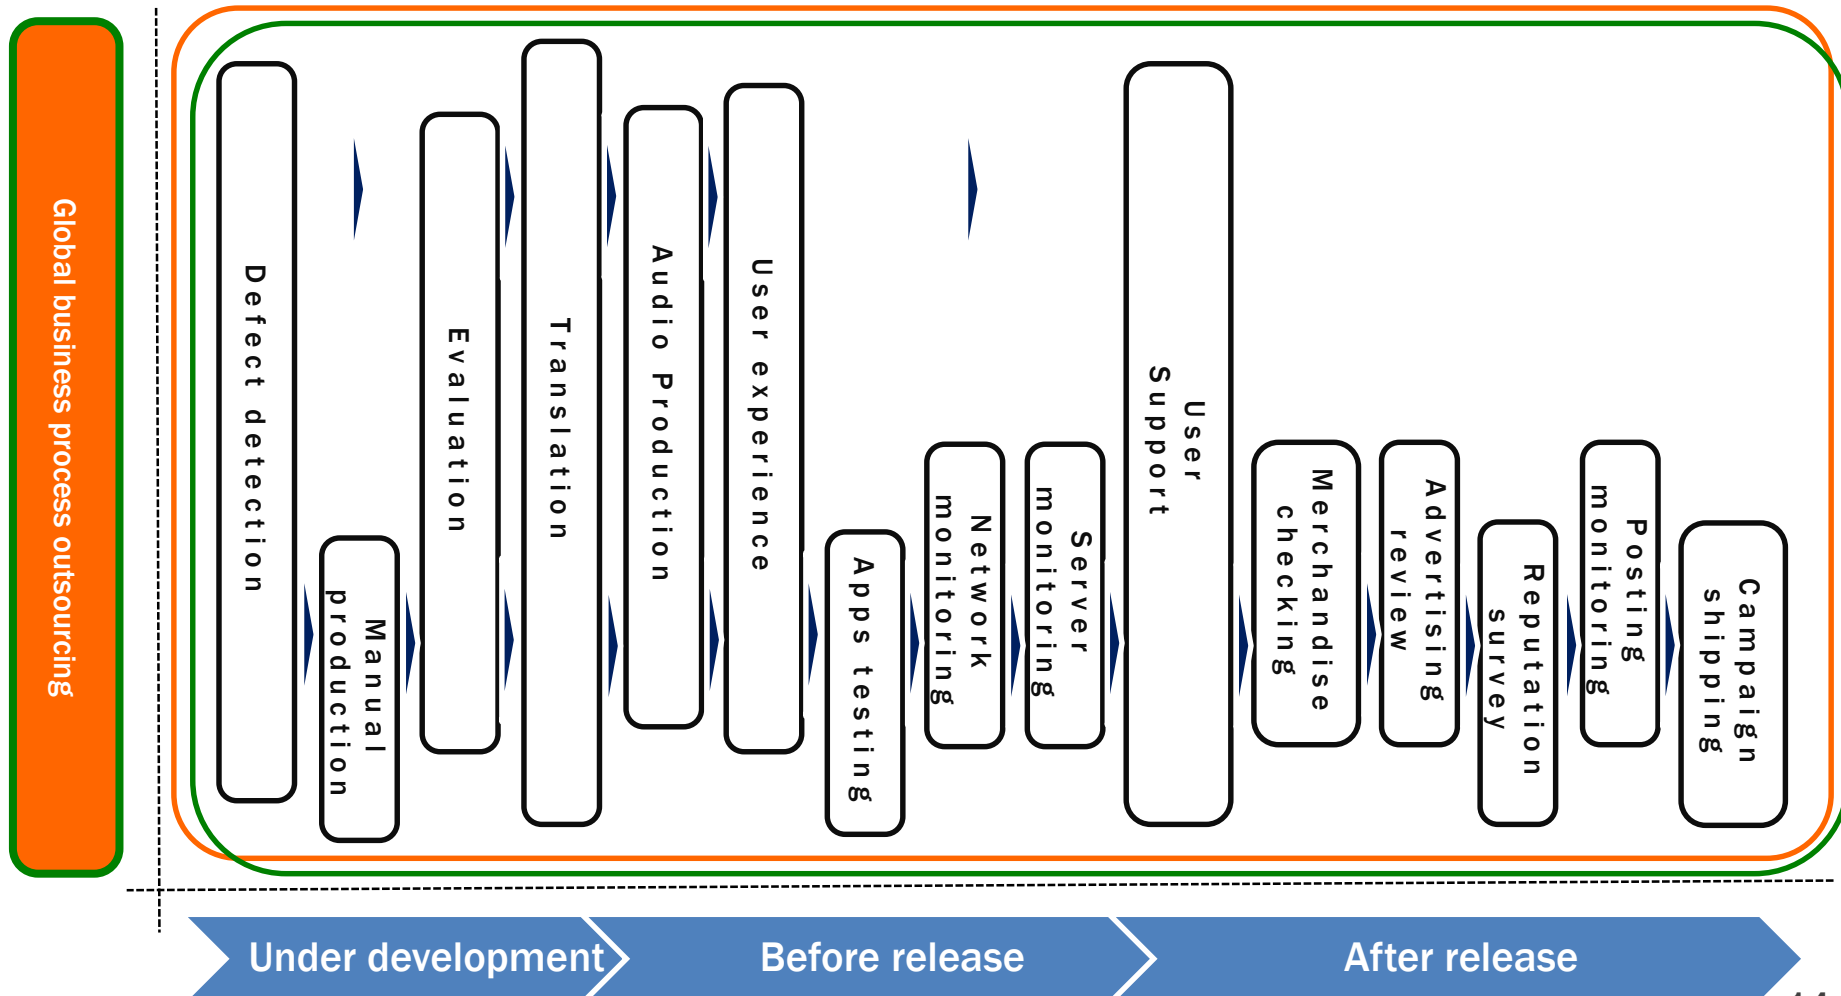 Global business process outsourcing
Defect detection
Manual
production
Evaluation
Translation
Audio Production
User experience
Apps testing
Network
monitoring
Server
monitoring
User
Support
Merchandise
checking
Advertising
review
Reputation
survey
Posting
monitoring
Campaign
shipping
Under development
Before release
After release